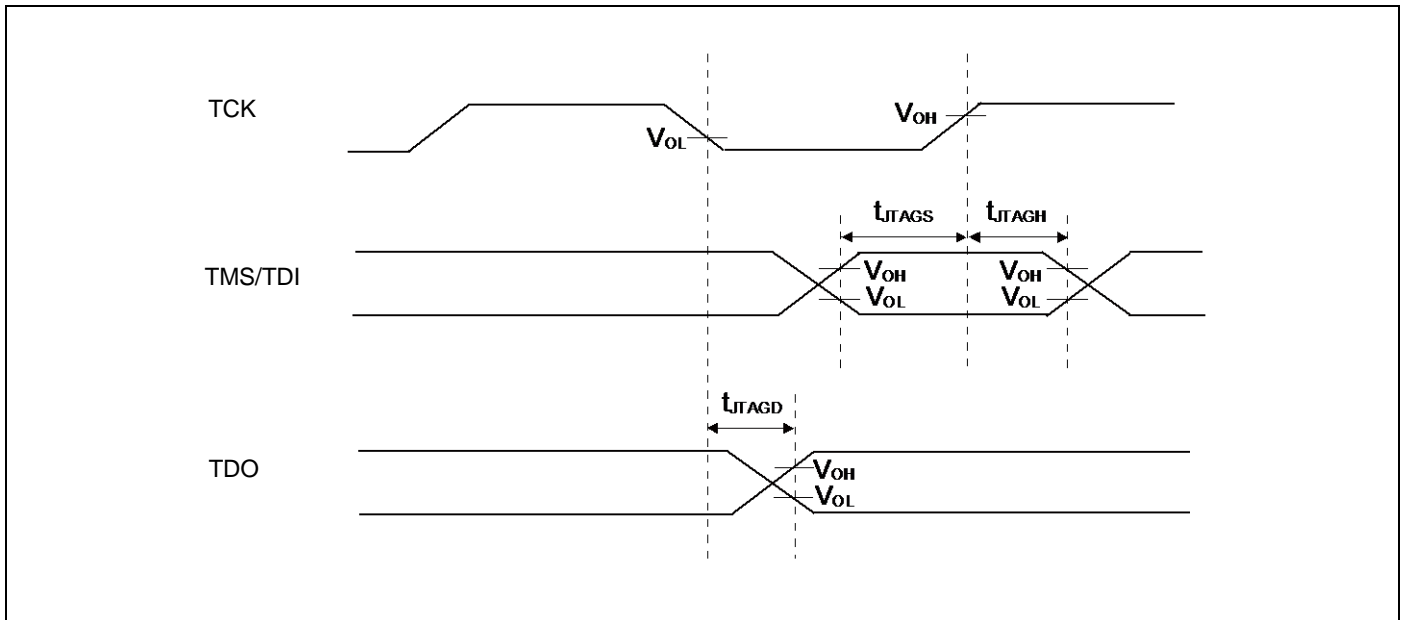 TCK
VOH
VOL
tJTAGS tJTAGH
TMS/TDI
VOH VOH
VOL VOL
tJTAGD
TDO
VOH
VOL